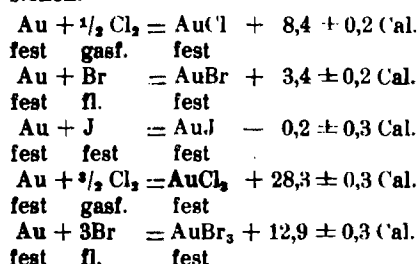 Au + ¹/₂ Cl₂ = AuCl + 8,4 ± 0,2 Cal.
fest gasf. fest
Au + Br = AuBr + 3,4 ± 0,2 Cal.
fest fl. fest
Au + J = AuJ — 0,2 ± 0,3 Cal.
fest fest fest
Au + ³/₂ Cl₂ = AuCl₃ + 28,3 ± 0,3 Cal.
fest gasf. fest
Au + 3Br = AuBr₃ + 12,9 ± 0,3 Cal.
fest fl. fest